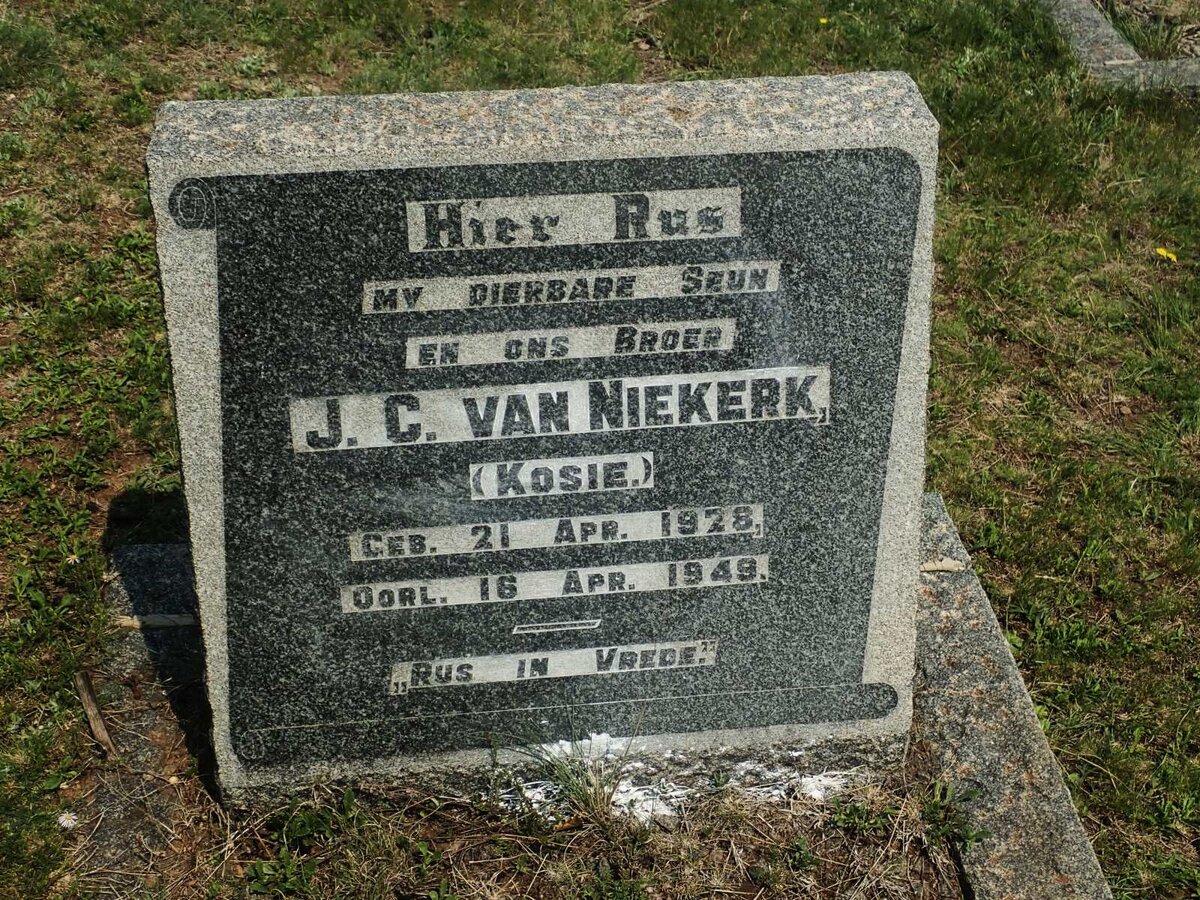 Hier Rus
MY DIERBARE SEUN
EN ONS BROER
J. C. VAN NIEKERK,
(KOSIE.)
GEB. 21 APR. 1928,
OORL. 16 APR. 1949.
„RUS IN VREDE.”